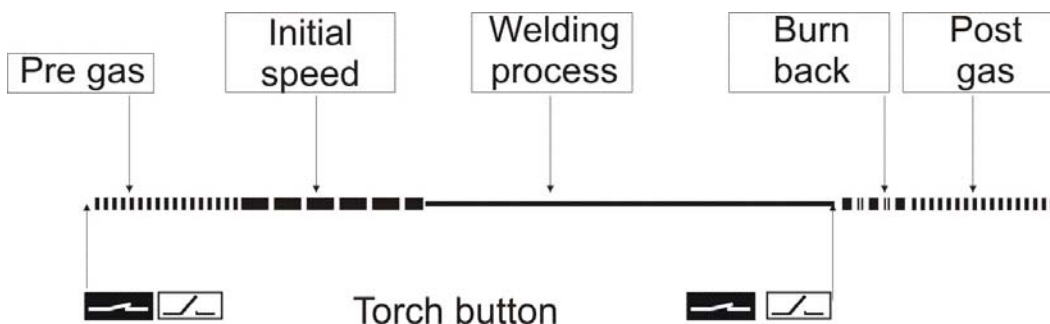 Pre gas
Initial
speed
Welding
process
Burn
back
Post
gas
Torch button